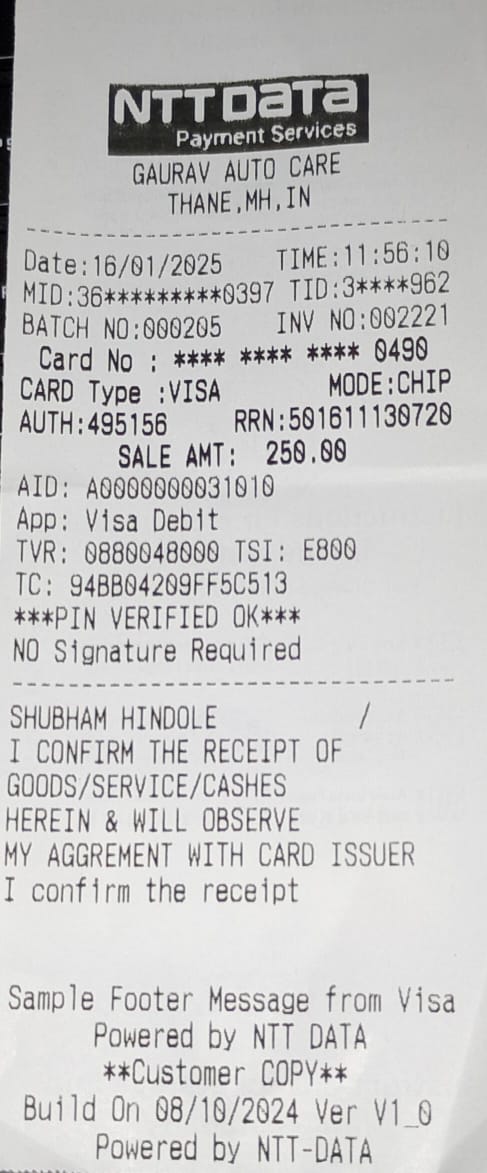 NTT DATA
Payment Services
GAURAV AUTO CARE
THANE,MH,IN
Date:16/01/2025 TIME:11:56:10
MID:36*********0397 TID:3****962
BATCH NO:000205 INV NO:002221
Card No : **** **** **** 0490
CARD Type :VISA MODE:CHIP
AUTH:495156 RRN:501611130720
SALE AMT: 250.00
AID: A0000000031010
App: Visa Debit
TVR: 0880048000 TSI: E800
TC: 94BB04209FF5C513
***PIN VERIFIED OK***
NO Signature Required
SHUBHAM HINDOLE /
I CONFIRM THE RECEIPT OF
GOODS/SERVICE/CASHES
HEREIN & WILL OBSERVE
MY AGGREMENT WITH CARD ISSUER
I confirm the receipt
Sample Footer Message from Visa
Powered by NTT DATA
**Customer COPY**
Build On 08/10/2024 Ver V1_0
Powered by NTT-DATA